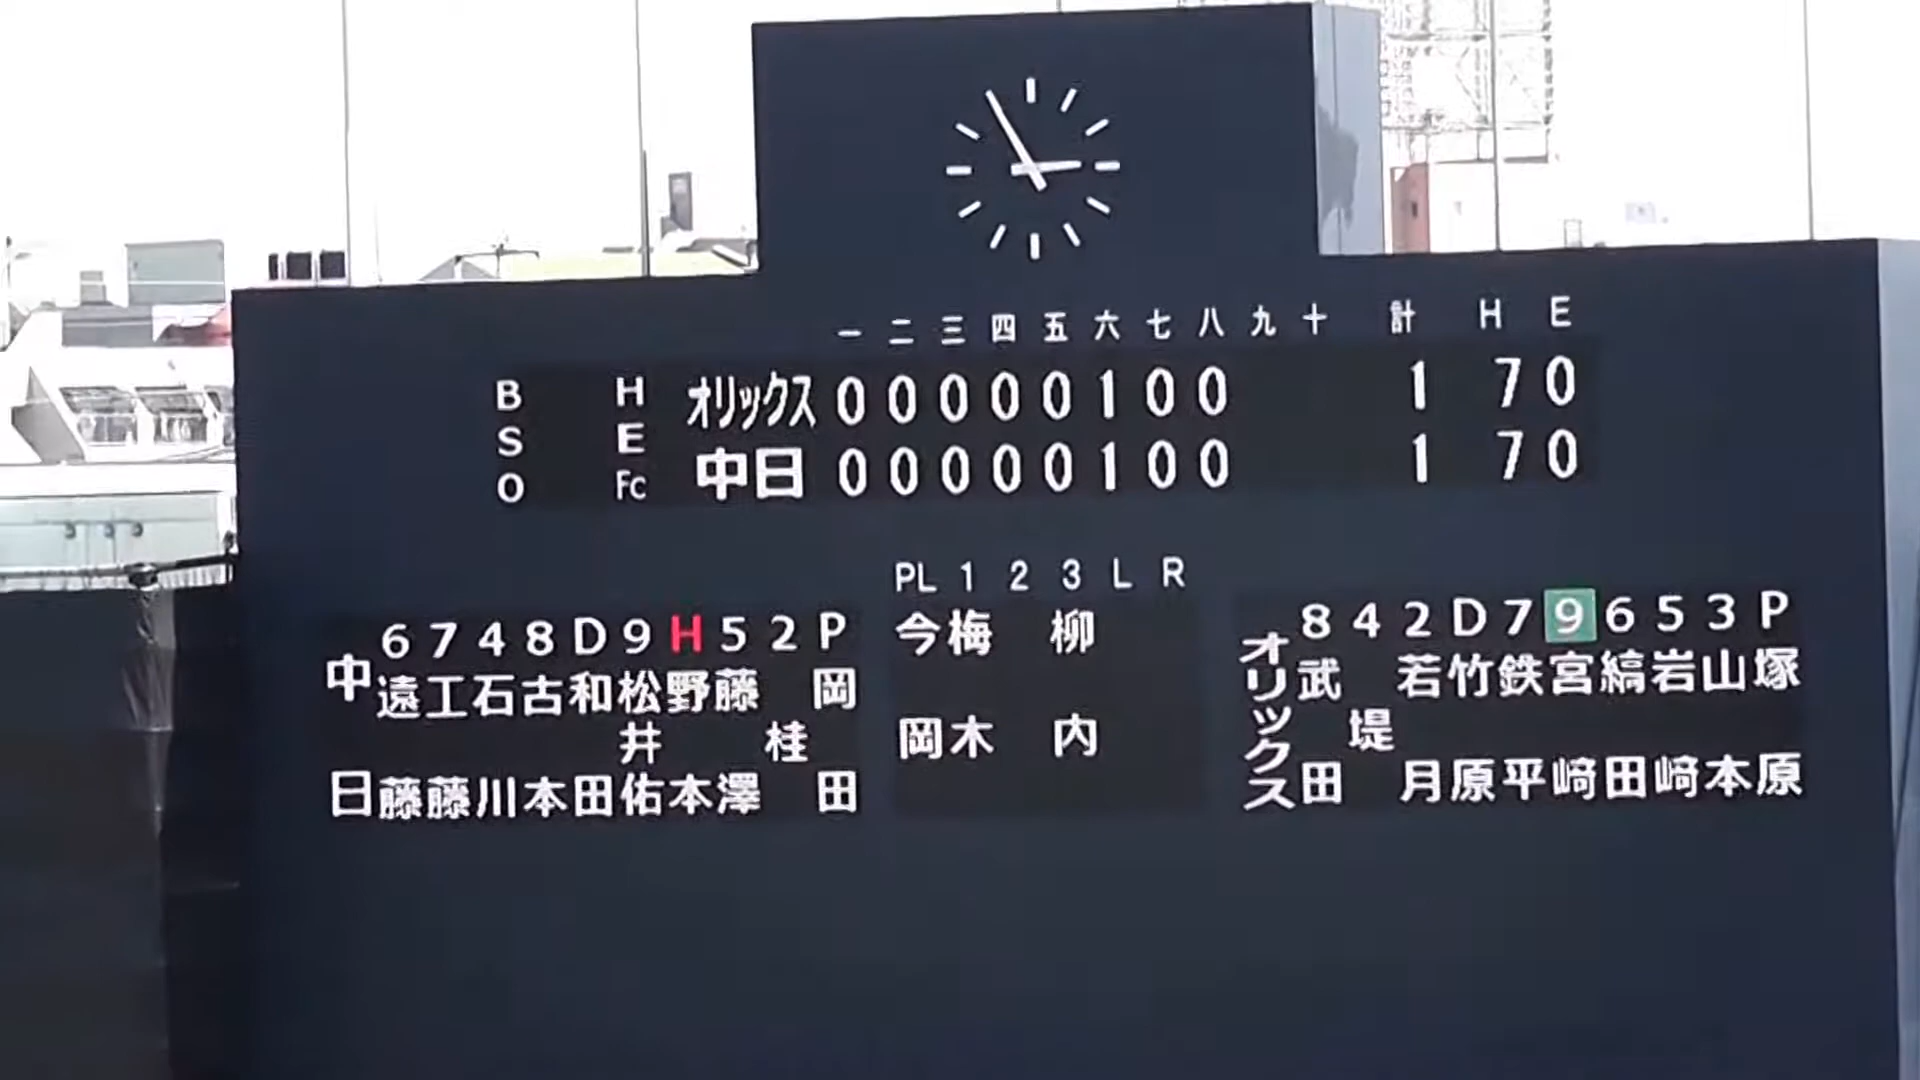 一 二 三 四 五 六 七 八 九 十 計 H E
B H オリックス 0 0 0 0 0 1 0 0 1 7 0
S E
O Fc 中日 0 0 0 0 0 1 0 0 1 7 0
PL 1 2 3 L R
6 7 4 8 D 9 H 5 2 P
中日
遠藤 工藤 石川 古本 和田 松井佑 野本 藤澤 桂 岡田
今岡 梅木 柳内
8 4 2 D 7 9 6 5 3 P
オリックス
武田 堤 若月 竹原 鉄平 宮﨑 縞田 岩﨑 山本 塚原